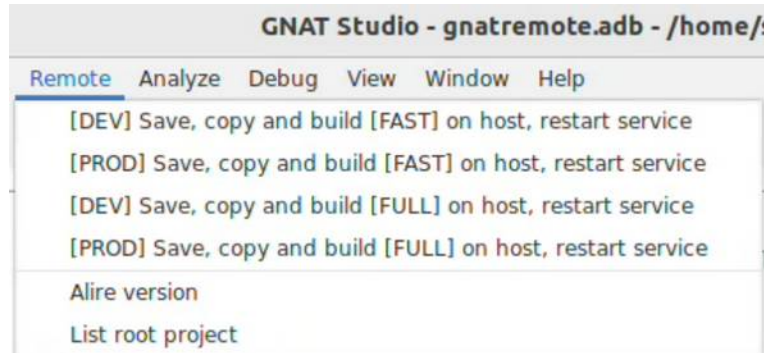 GNAT Studio - gnatremote.adb - /home/
Remote Analyze Debug View Window Help
[DEV] Save, copy and build [FAST] on host, restart service
[PROD] Save, copy and build [FAST] on host, restart service
[DEV] Save, copy and build [FULL] on host, restart service
[PROD] Save, copy and build [FULL] on host, restart service
Alire version
List root project